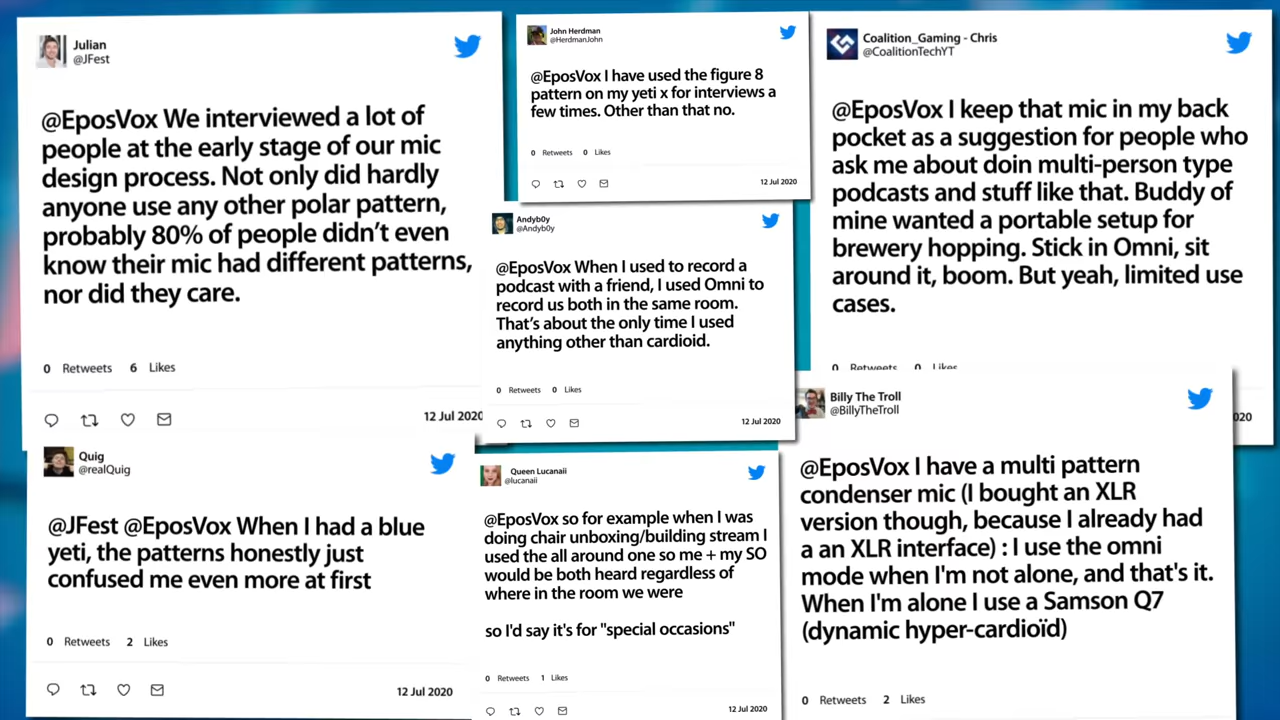 Julian
@JFest
@EposVox We interviewed a lot of
people at the early stage of our mic
design process. Not only did hardly
anyone use any other polar pattern,
probably 80% of people didn't even
know their mic had different patterns,
nor did they care.
0 Retweets 6 Likes
12 Jul 2020
John Herdman
@HerdmanJohn
@EposVox I have used the figure 8
pattern on my yeti x for interviews a
few times. Other than that no.
0 Retweets 0 Likes
12 Jul 2020
Coalition_Gaming - Chris
@CoalitionTechYT
@EposVox I keep that mic in my back
pocket as a suggestion for people who
ask me about doin multi-person type
podcasts and stuff like that. Buddy of
mine wanted a portable setup for
brewery hopping. Stick in Omni, sit
around it, boom. But yeah, limited use
cases.
0 Retweets 0 Likes
020
Andyb0y
@Andyb0y
@EposVox When I used to record a
podcast with a friend, I used Omni to
record us both in the same room.
That's about the only time I used
anything other than cardioid.
0 Retweets 0 Likes
12 Jul 2020
Quig
@realQuig
@JFest @EposVox When I had a blue
yeti, the patterns honestly just
confused me even more at first
0 Retweets 2 Likes
12 Jul 2020
Queen Lucanaii
@lucanaii
@EposVox so for example when I was
doing chair unboxing/building stream I
used the all around one so me + my SO
would be both heard regardless of
where in the room we were
so I'd say it's for "special occasions"
0 Retweets 1 Likes
12 Jul 2020
Billy The Troll
@BillyTheTroll
@EposVox I have a multi pattern
condenser mic (I bought an XLR
version though, because I already had
a an XLR interface) : I use the omni
mode when I'm not alone, and that's it.
When I'm alone I use a Samson Q7
(dynamic hyper-cardioïd)
0 Retweets 2 Likes